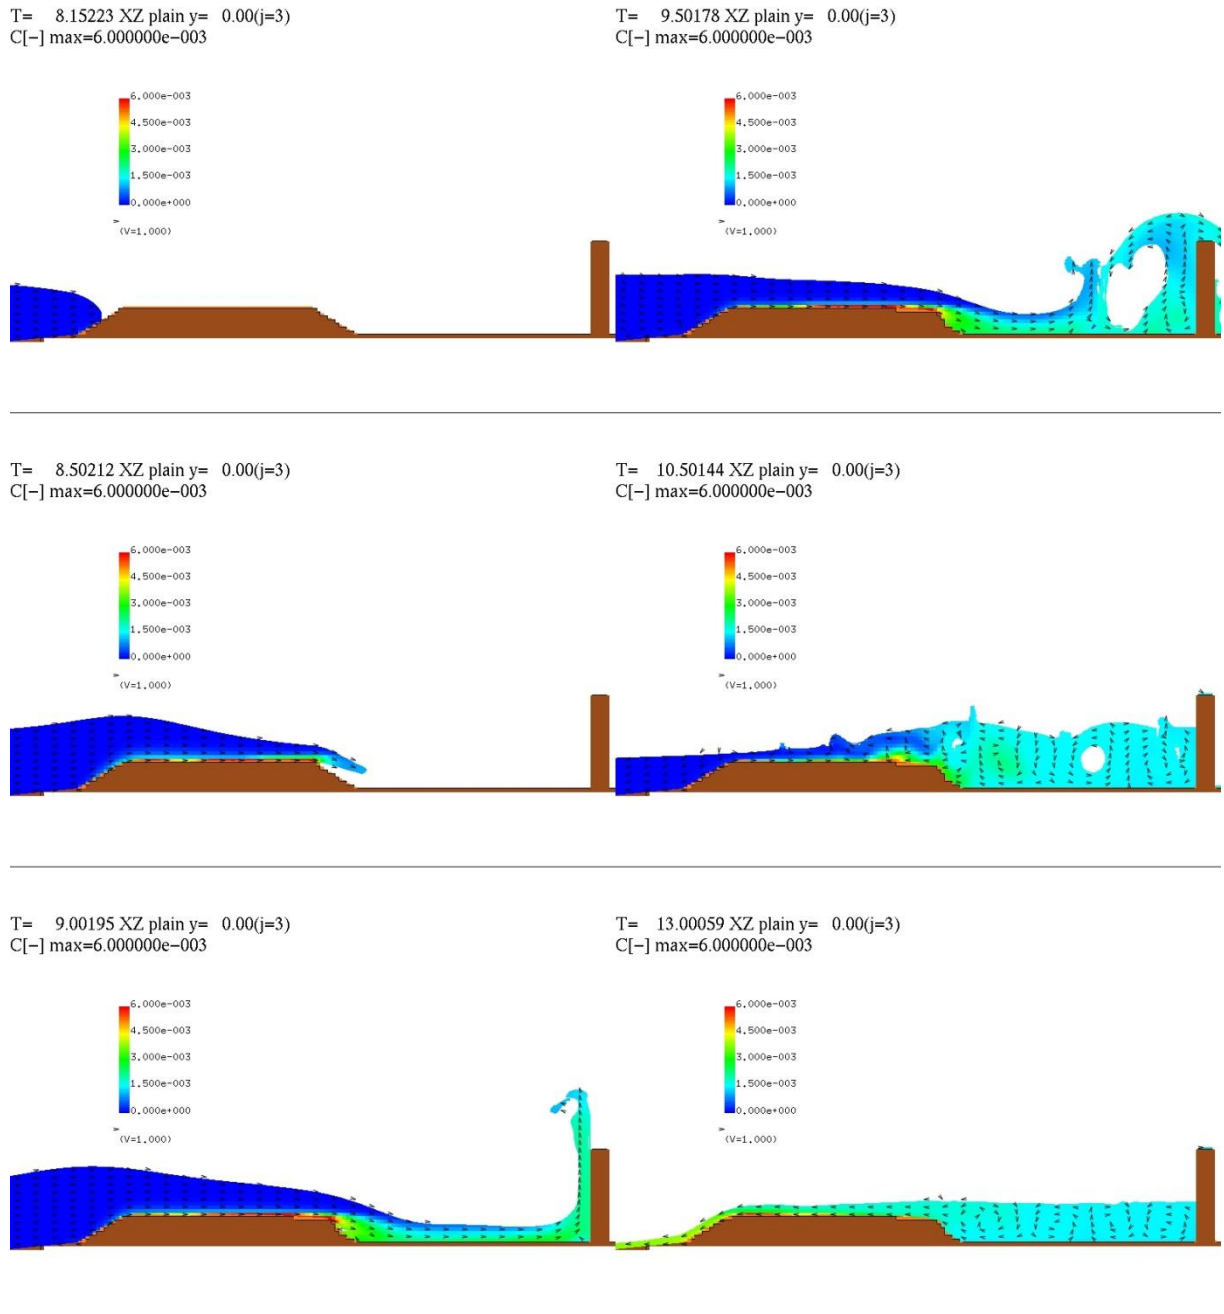 T= 8.15223 XZ plain y= 0.00(j=3)
C[−] max=6.000000e−003
6.000e-003
4.500e-003
3.000e-003
1.500e-003
0.000e+000
(V=1.000)
T= 9.50178 XZ plain y= 0.00(j=3)
C[−] max=6.000000e−003
6.000e-003
4.500e-003
3.000e-003
1.500e-003
0.000e+000
(V=1.000)
T= 8.50212 XZ plain y= 0.00(j=3)
C[−] max=6.000000e−003
6.000e-003
4.500e-003
3.000e-003
1.500e-003
0.000e+000
(V=1.000)
T= 10.50144 XZ plain y= 0.00(j=3)
C[−] max=6.000000e−003
6.000e-003
4.500e-003
3.000e-003
1.500e-003
0.000e+000
(V=1.000)
T= 9.00195 XZ plain y= 0.00(j=3)
C[−] max=6.000000e−003
6.000e-003
4.500e-003
3.000e-003
1.500e-003
0.000e+000
(V=1.000)
T= 13.00059 XZ plain y= 0.00(j=3)
C[−] max=6.000000e−003
6.000e-003
4.500e-003
3.000e-003
1.500e-003
0.000e+000
(V=1.000)